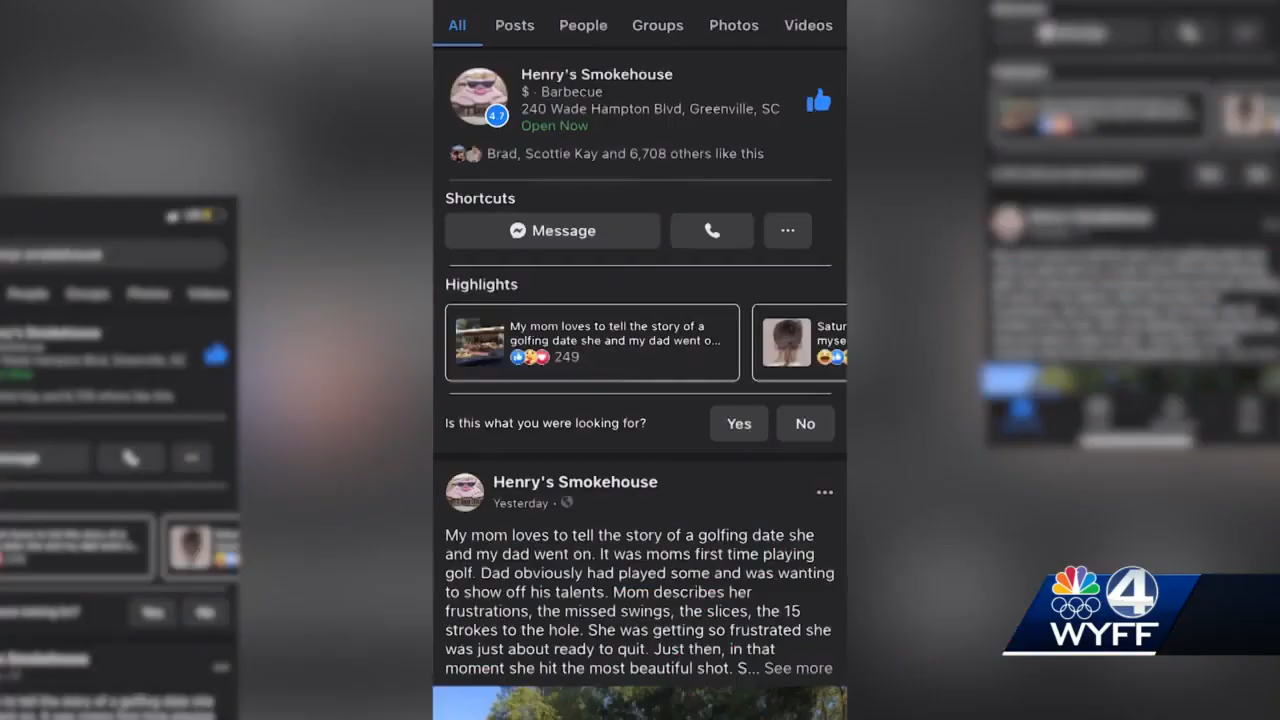 All Posts People Groups Photos Videos
Henry's Smokehouse
$ · Barbecue
240 Wade Hampton Blvd, Greenville, SC
4.7
Open Now
Brad, Scottie Kay and 6,708 others like this
Shortcuts
Message
Highlights
My mom loves to tell the story of a
golfing date she and my dad went o...
249
Satur
myse
Is this what you were looking for? Yes No
Henry's Smokehouse
Yesterday ·
My mom loves to tell the story of a golfing date she
and my dad went on. It was moms first time playing
golf. Dad obviously had played some and was wanting
to show off his talents. Mom describes her
frustrations, the missed swings, the slices, the 15
strokes to the hole. She was getting so frustrated she
was just about ready to quit. Just then, in that
moment she hit the most beautiful shot. S... See more
4
WYFF